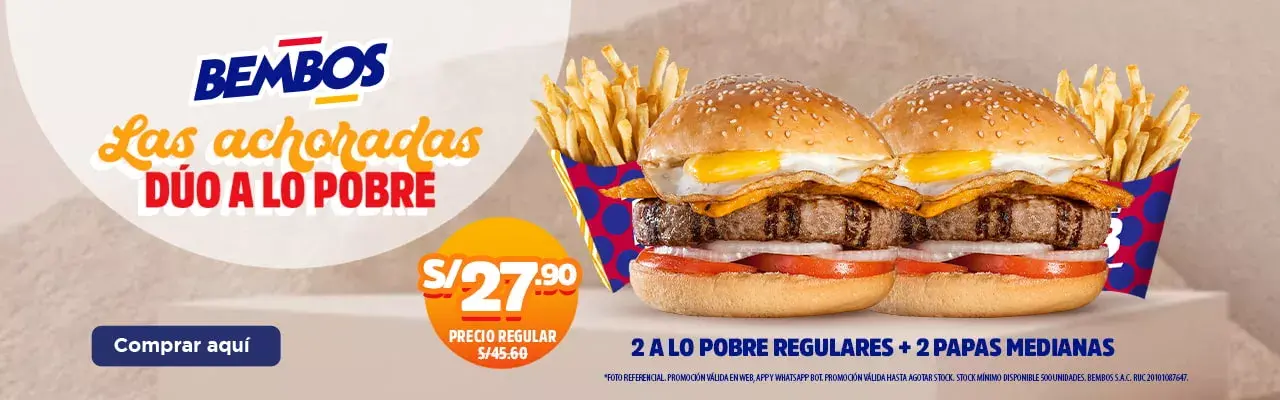 BEMBOS
Las achoradas
DÚO A LO POBRE
S/27.90
PRECIO REGULAR
S/45.60
Comprar aquí
2 A LO POBRE REGULARES + 2 PAPAS MEDIANAS
*FOTO REFERENCIAL. PROMOCIÓN VÁLIDA EN WEB, APP Y WHATSAPP BOT. PROMOCIÓN VÁLIDA HASTA AGOTAR STOCK. STOCK MÍNIMO DISPONIBLE 500 UNIDADES. BEMBOS S.A.C. RUC 20101087647.